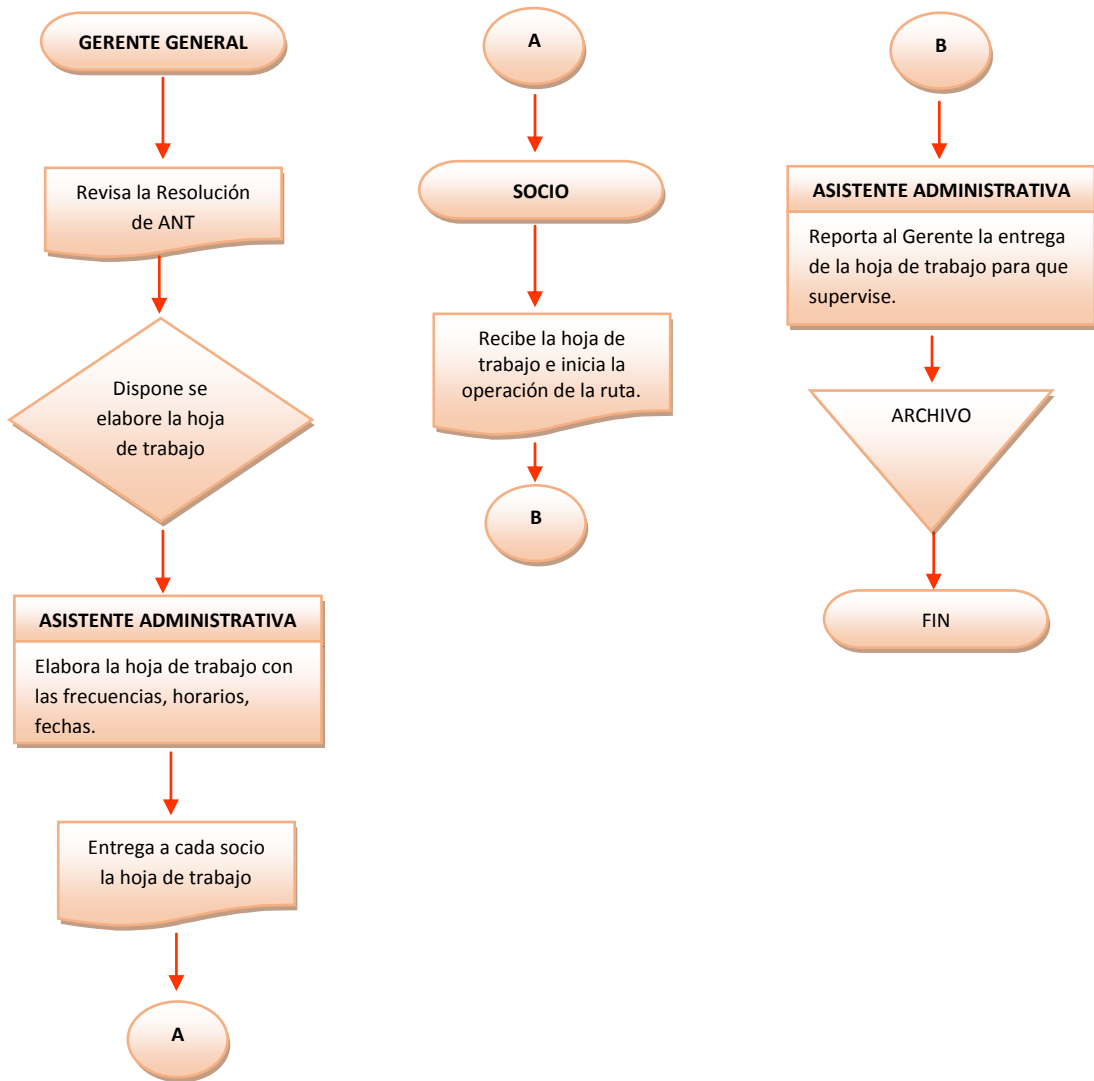 GERENTE GENERAL
Revisa la Resolución
de ANT
Dispone se
elabore la hoja
de trabajo
ASISTENTE ADMINISTRATIVA
Elabora la hoja de trabajo con
las frecuencias, horarios,
fechas.
Entrega a cada socio
la hoja de trabajo
A
A
SOCIO
Recibe la hoja de
trabajo e inicia la
operación de la ruta.
B
B
ASISTENTE ADMINISTRATIVA
Reporta al Gerente la entrega
de la hoja de trabajo para que
supervise.
ARCHIVO
FIN